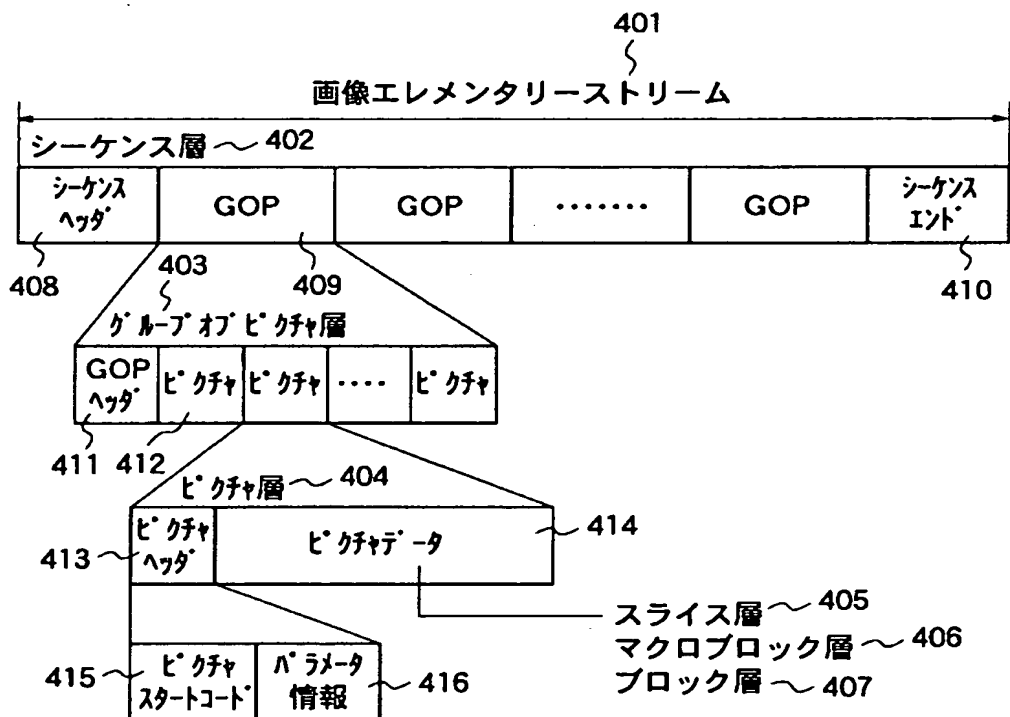 401
画像エレメンタリーストリーム
シーケンス層 402
シーケンス
ヘッダ
GOP
GOP
・・・・・・・
GOP
シーケンス
エンド
408
403
409
410
グループオブピクチャ層
GOP
ヘッダ
ピクチャ
ピクチャ
・・・・
ピクチャ
411
412
ピクチャ層 404
ピクチャ
ヘッダ
ピクチャデータ
414
413
スライス層 405
マクロブロック層 406
ブロック層 407
415
ピクチャ
スタートコード
パラメータ
情報
416